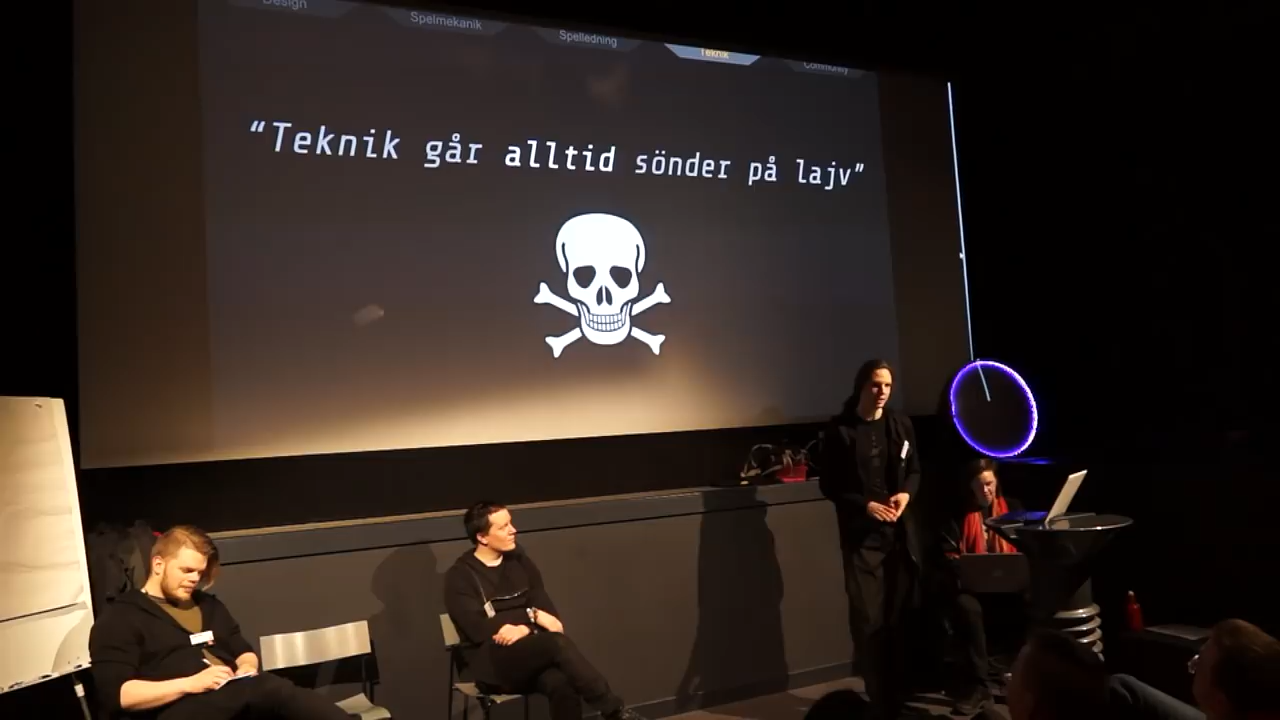 Design
Spelmekanik
Spelledning
Teknik
Community
“Teknik går alltid sönder på lajv”